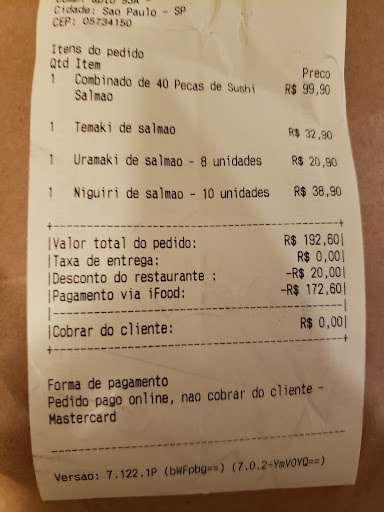 Cidade: Sao Paulo - SP
CEP: 05734150
Itens do pedido
Qtd Item Preco
1 Combinado de 40 Pecas de Sushi R$ 99,90
Salmao
1 Temaki de salmao R$ 32,90
1 Uramaki de salmao - 8 unidades R$ 20,90
1 Niguiri de salmao - 10 unidades R$ 38,90
+----------------------------------------+
|Valor total do pedido: R$ 192,60|
|Taxa de entrega: R$ 0,00|
|Desconto do restaurante : -R$ 20,00|
|Pagamento via iFood: -R$ 172,60|
|----------------------------------------|
|Cobrar do cliente: R$ 0,00|
+----------------------------------------+
Forma de pagamento
Pedido pago online, nao cobrar do cliente -
Mastercard
------------------------------------------
Versao: 7.122.1P (bWFpbg==) (7.0.2-YmV0YQ==)